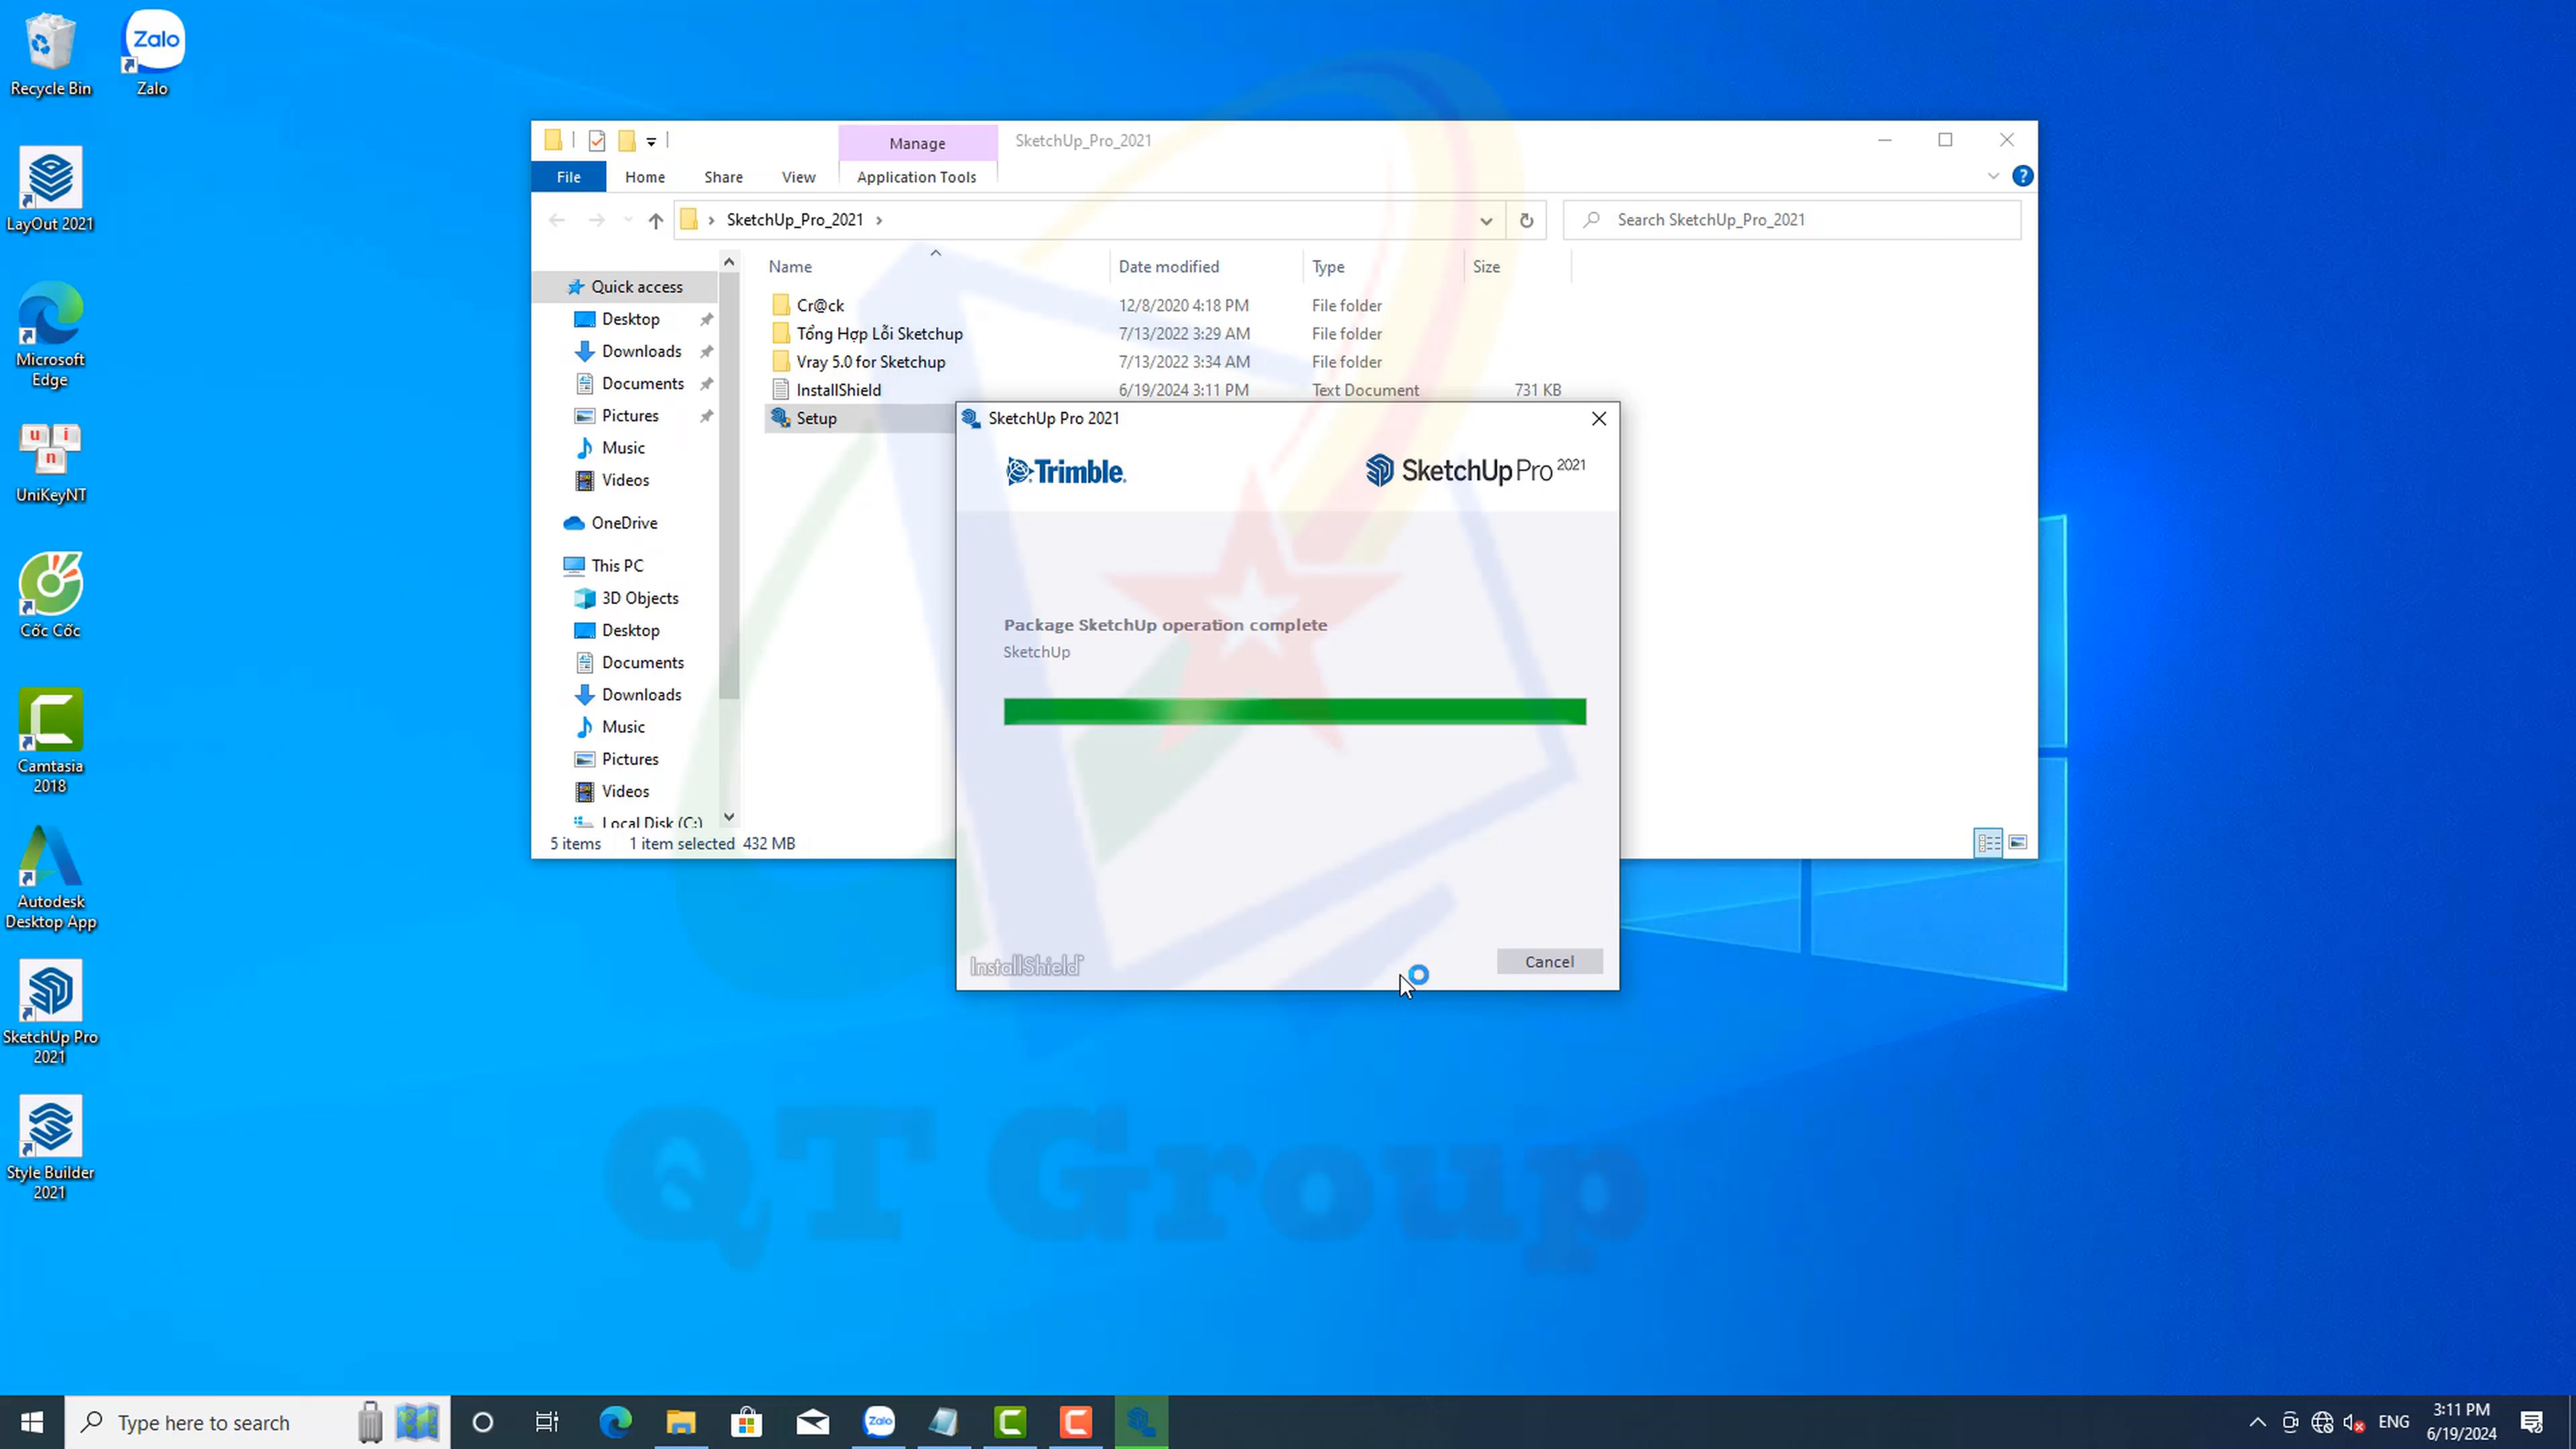 Recycle Bin
Zalo
Zalo
LayOut 2021
Microsoft
Edge
u i
n
UniKeyNT
Cốc Cốc
Camtasia
2018
Autodesk
Desktop App
SketchUp Pro
2021
Style Builder
2021
Manage
SketchUp_Pro_2021
File
Home
Share
View
Application Tools
SketchUp_Pro_2021
Search SketchUp_Pro_2021
Name
Date modified
Type
Size
Quick access
Desktop
Downloads
Documents
Pictures
Music
Videos
OneDrive
This PC
3D Objects
Desktop
Documents
Downloads
Music
Pictures
Videos
Local Disk (C:)
Cr@ck 12/8/2020 4:18 PM File folder
Tổng Hợp Lỗi Sketchup 7/13/2022 3:29 AM File folder
Vray 5.0 for Sketchup 7/13/2022 3:34 AM File folder
InstallShield 6/19/2024 3:11 PM Text Document 731 KB
Setup
5 items 1 item selected 432 MB
SketchUp Pro 2021
Trimble.
SketchUp Pro 2021
Package SketchUp operation complete
SketchUp
InstallShield
Cancel
QT Group
Type here to search
Zalo
ENG
3:11 PM
6/19/2024